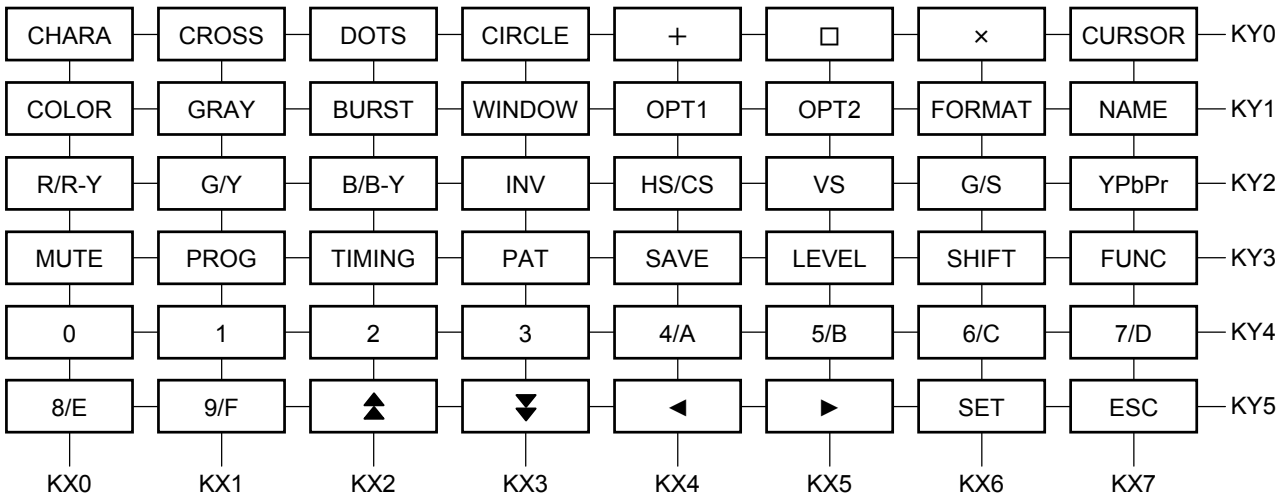 CHARA CROSS DOTS CIRCLE + □ × CURSOR KY0
COLOR GRAY BURST WINDOW OPT1 OPT2 FORMAT NAME KY1
R/R-Y G/Y B/B-Y INV HS/CS VS G/S YPbPr KY2
MUTE PROG TIMING PAT SAVE LEVEL SHIFT FUNC KY3
0 1 2 3 4/A 5/B 6/C 7/D KY4
8/E 9/F ◄ ► SET ESC KY5
KX0 KX1 KX2 KX3 KX4 KX5 KX6 KX7